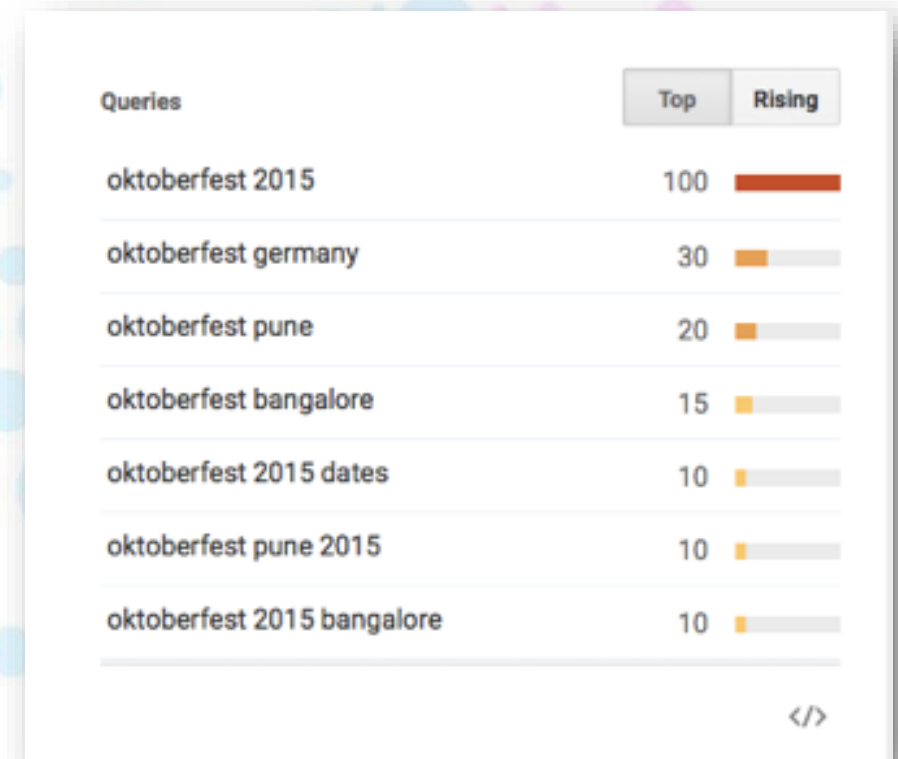 Queries Top Rising
oktoberfest 2015 100
oktoberfest germany 30
oktoberfest pune 20
oktoberfest bangalore 15
oktoberfest 2015 dates 10
oktoberfest pune 2015 10
oktoberfest 2015 bangalore 10
</>